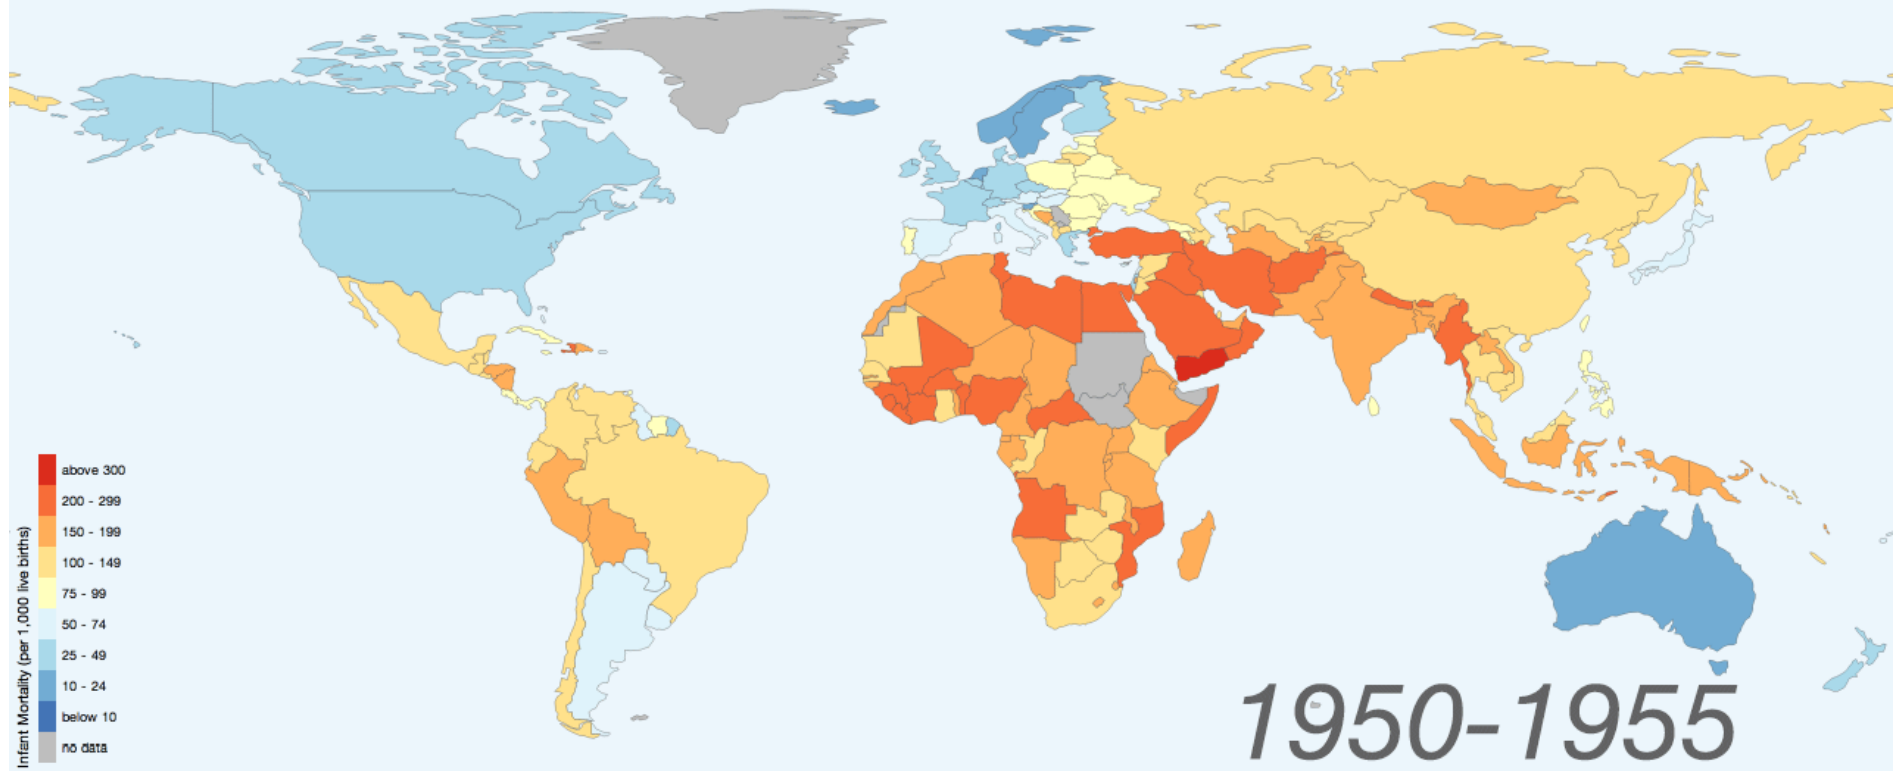 above 300
200 - 299
150 - 199
100 - 149
75 - 99
50 - 74
25 - 49
10 - 24
below 10
no data
Infant Mortality (per 1,000 live births)
1950-1955